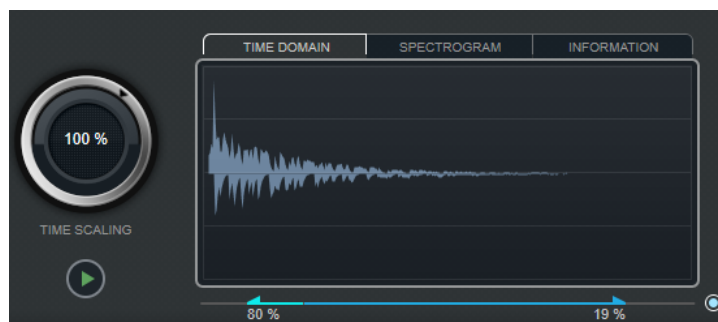 TIME DOMAIN SPECTROGRAM INFORMATION
100 %
TIME SCALING
80 % 19 %